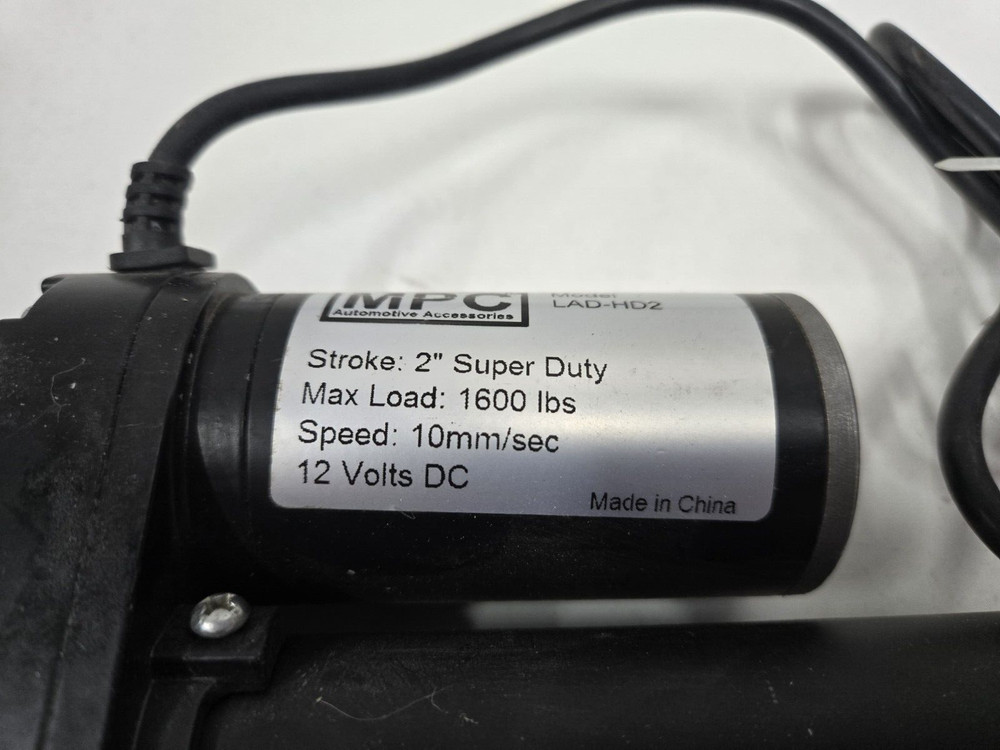 MPC
Automotive Accessories
Model
LAD-HD2
Stroke: 2" Super Duty
Max Load: 1600 lbs
Speed: 10mm/sec
12 Volts DC
Made in China